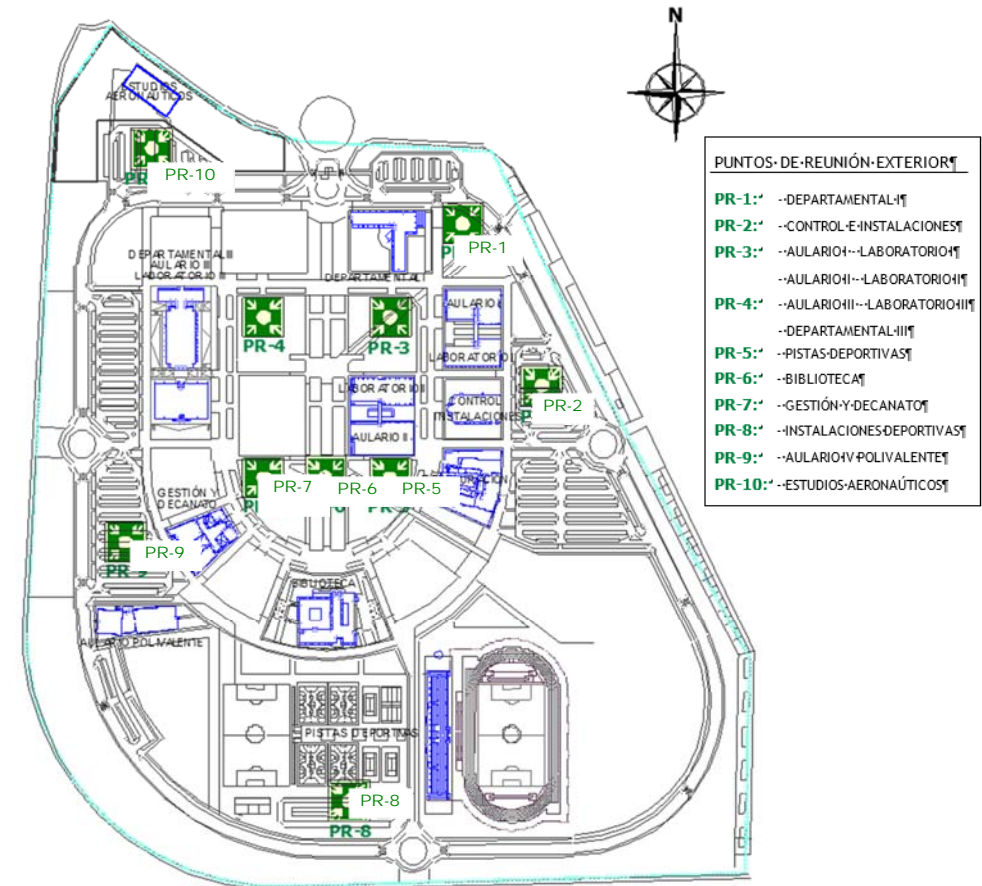 N
ESTUDIOS
AERONAUTICOS
PR-10
PR-1
DEPARTAMENTAL III
AULARIO III
LABORATORIO III
DEPARTAMENTAL I
PR-4
PR-3
AULARIO I
LABORATORIO I
LABORATORIO II
AULARIO II
CONTROL
INSTALACIONES
PR-2
GESTIÓN Y
DECANATO
PR-7
PR-6
PR-5
PR-9
BIBLIOTECA
AULARIO POLIVALENTE
PISTAS DEPORTIVAS
PR-8
PR-8
PUNTOS·DE·REUNIÓN·EXTERIOR¶
PR-1: --DEPARTAMENTAL·I¶
PR-2: --CONTROL·E·INSTALACIONES¶
PR-3: --AULARIO·I·-·LABORATORIO·I¶
--AULARIO·II·-·LABORATORIO·II¶
PR-4: --AULARIO·III·-·LABORATORIO·III¶
--DEPARTAMENTAL·III¶
PR-5: --PISTAS·DEPORTIVAS¶
PR-6: --BIBLIOTECA¶
PR-7: --GESTIÓN·Y·DECANATO¶
PR-8: --INSTALACIONES·DEPORTIVAS¶
PR-9: --AULARIO·IV·POLIVALENTE¶
PR-10: --ESTUDIOS·AERONAÚTICOS¶